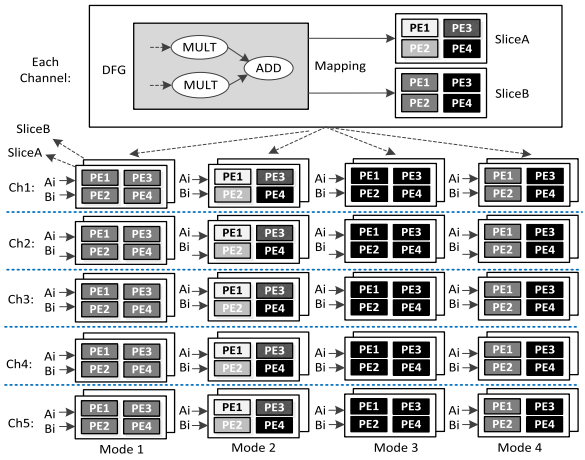 Each
Channel:
DFG
MULT
MULT
ADD
Mapping
PE1 PE3
PE2 PE4
SliceA
PE1 PE3
PE2 PE4
SliceB
SliceB
SliceA
Ch1: Ai PE1 PE3 Ai PE1 PE3 Ai PE1 PE3 Ai PE1 PE3
Bi PE2 PE4 Bi PE2 PE4 Bi PE2 PE4 Bi PE2 PE4
Ch2: Ai PE1 PE3 Ai PE1 PE3 Ai PE1 PE3 Ai PE1 PE3
Bi PE2 PE4 Bi PE2 PE4 Bi PE2 PE4 Bi PE2 PE4
Ch3: Ai PE1 PE3 Ai PE1 PE3 Ai PE1 PE3 Ai PE1 PE3
Bi PE2 PE4 Bi PE2 PE4 Bi PE2 PE4 Bi PE2 PE4
Ch4: Ai PE1 PE3 Ai PE1 PE3 Ai PE1 PE3 Ai PE1 PE3
Bi PE2 PE4 Bi PE2 PE4 Bi PE2 PE4 Bi PE2 PE4
Ch5: Ai PE1 PE3 Ai PE1 PE3 Ai PE1 PE3 Ai PE1 PE3
Bi PE2 PE4 Bi PE2 PE4 Bi PE2 PE4 Bi PE2 PE4
Mode 1 Mode 2 Mode 3 Mode 4